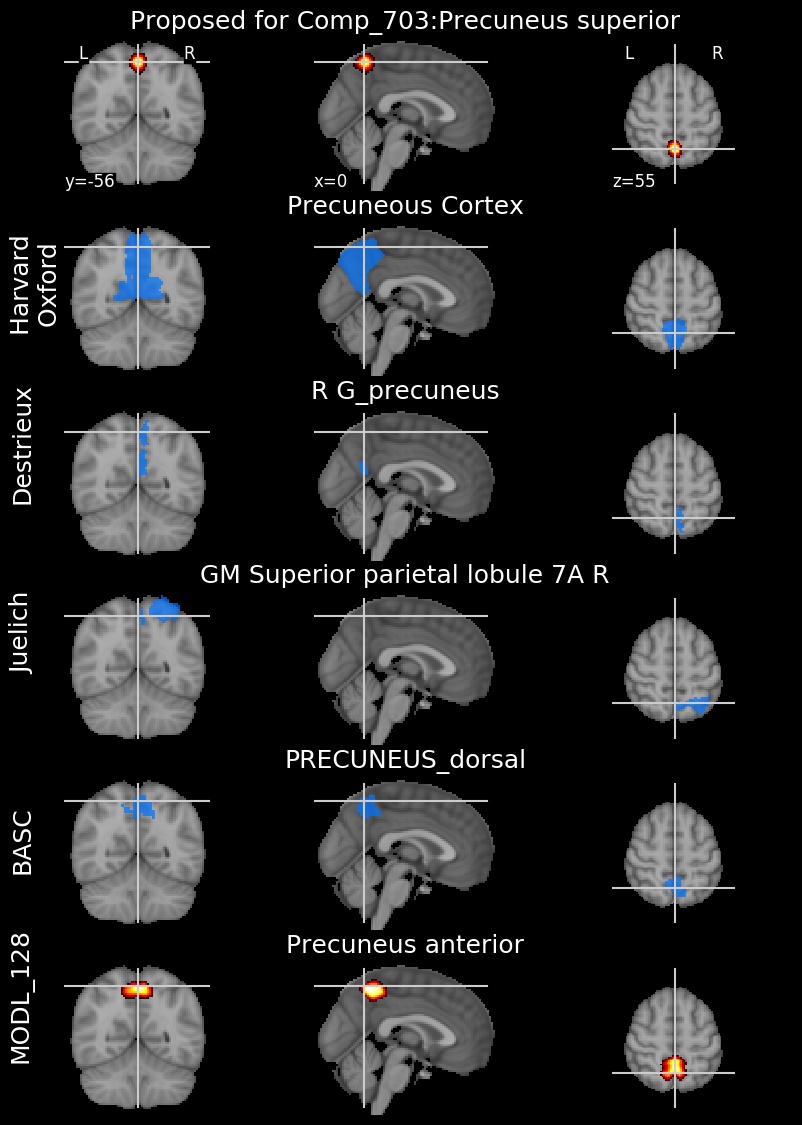 Proposed for Comp_703:Precuneus superior
L R
L R
y=-56
x=0
z=55
Precuneous Cortex
Harvard
Oxford
R G_precuneus
Destrieux
GM Superior parietal lobule 7A R
Juelich
PRECUNEUS_dorsal
BASC
Precuneus anterior
MODL_128